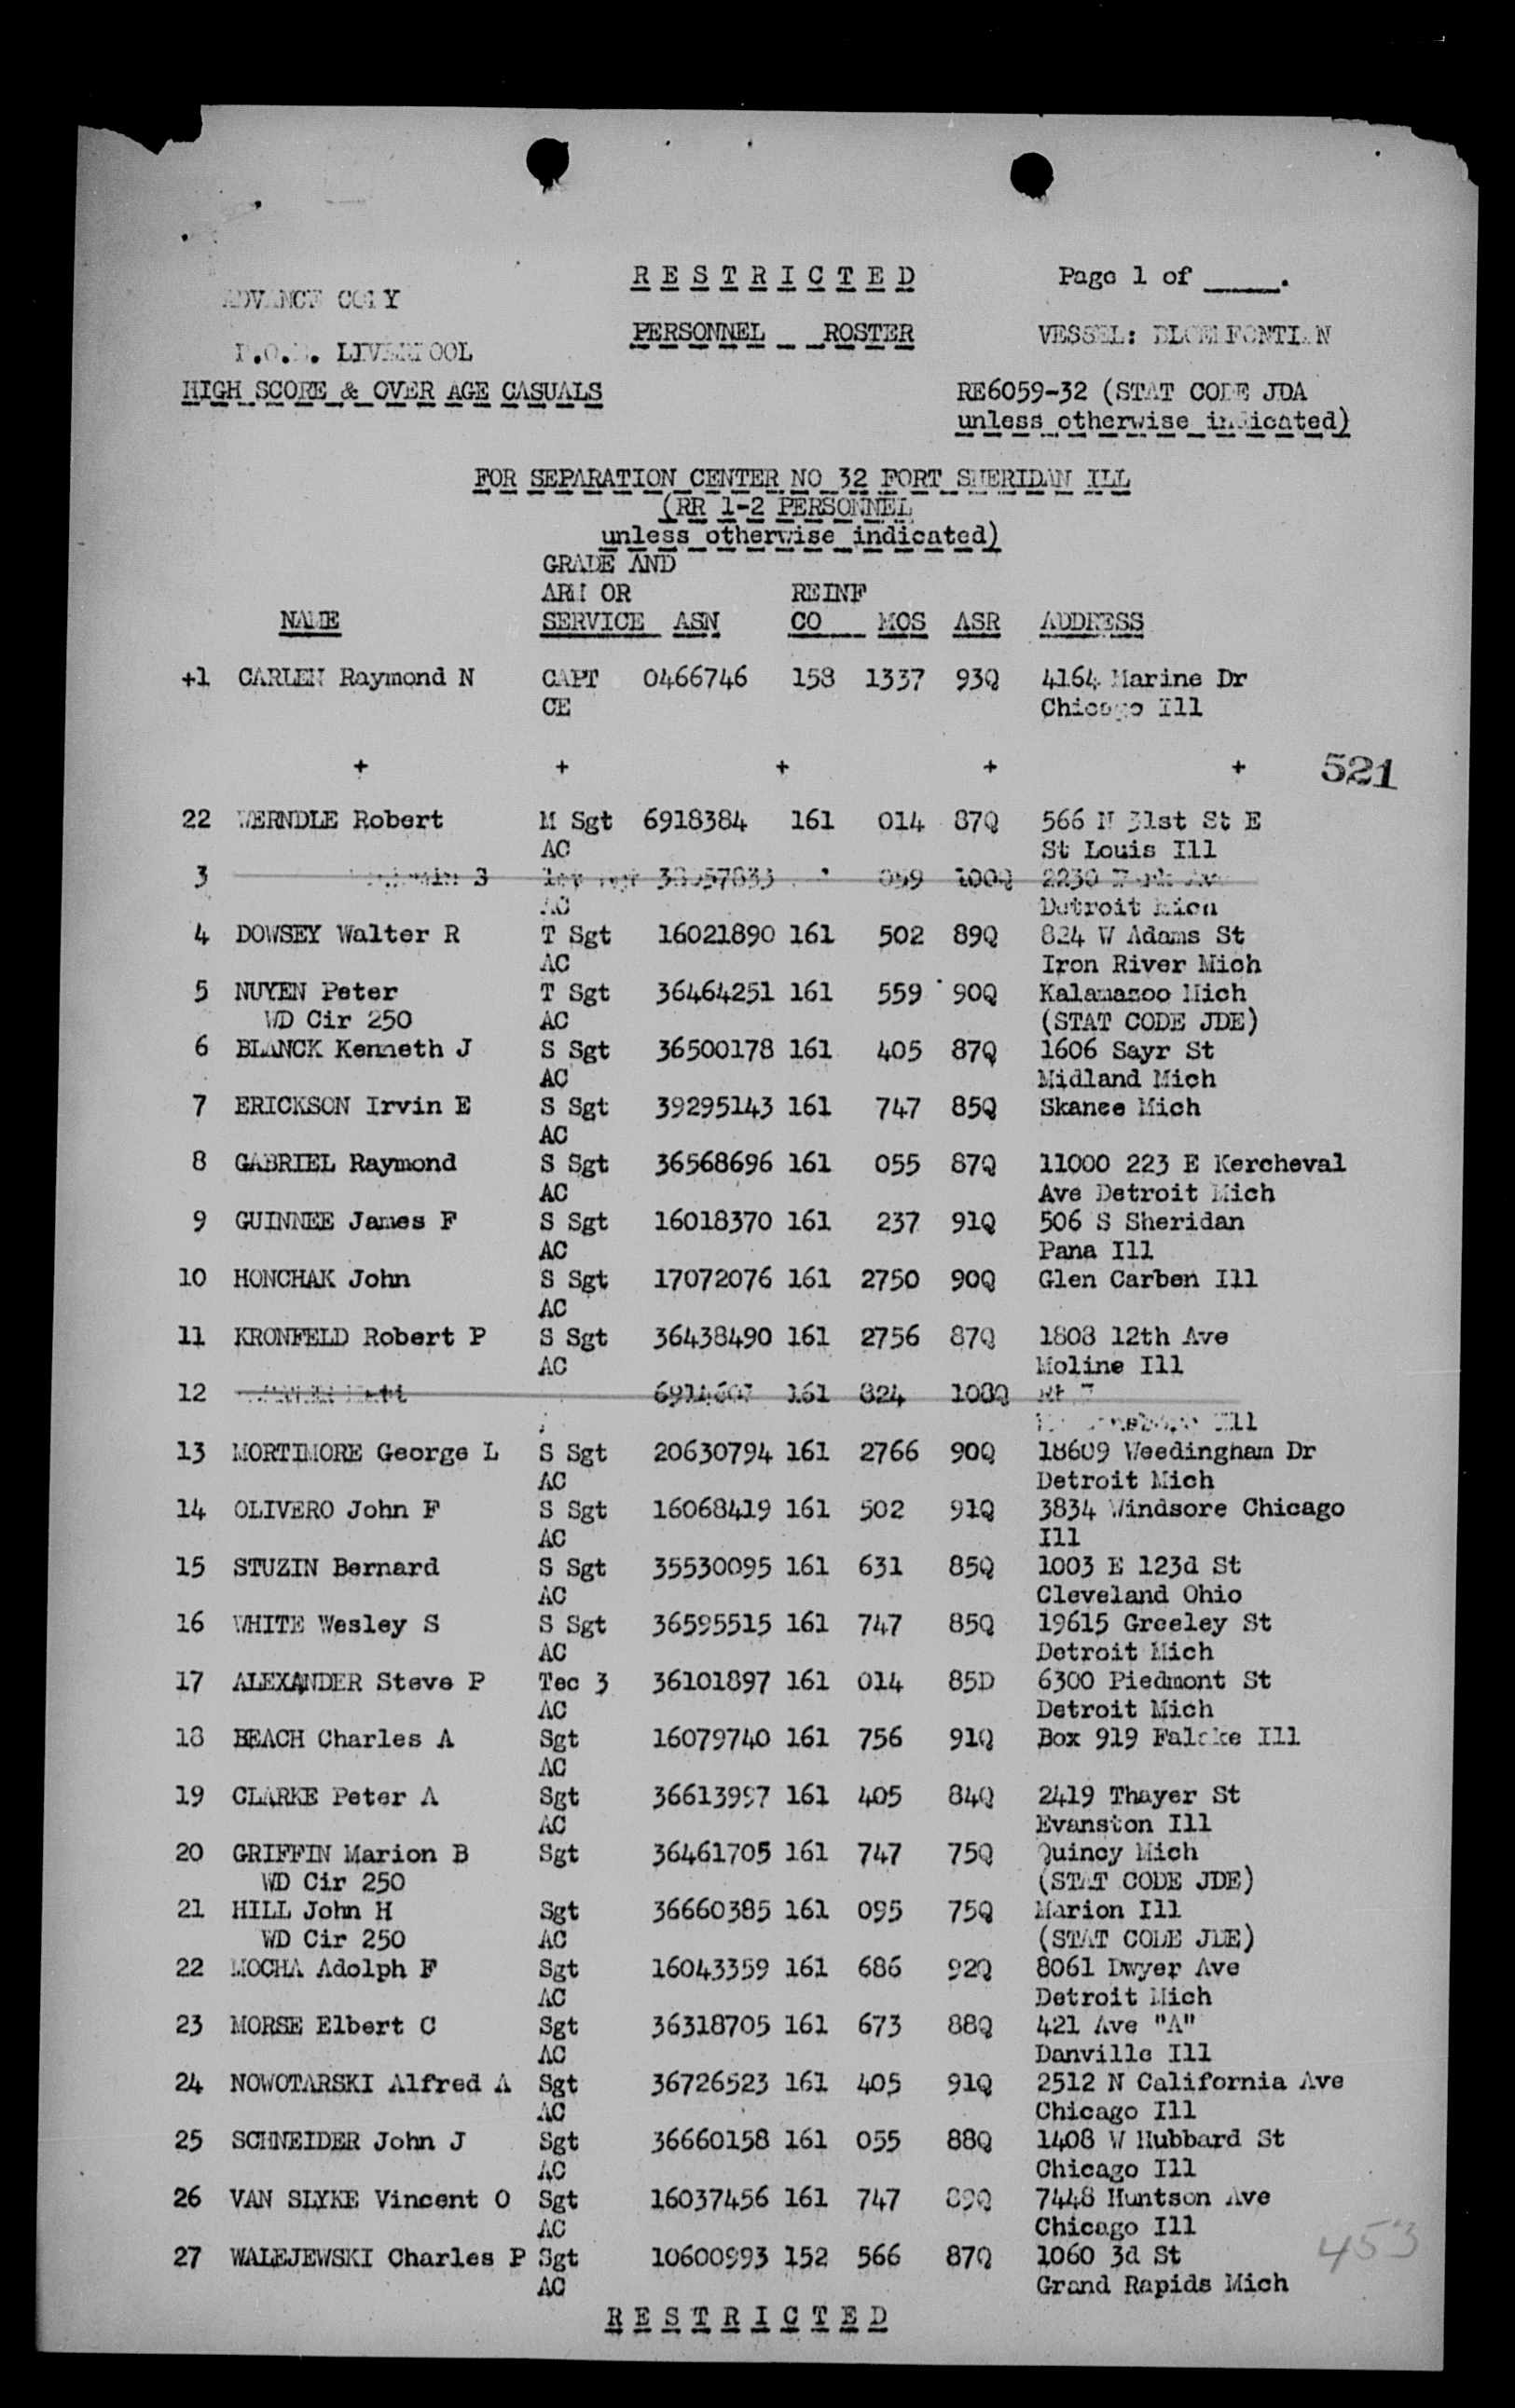 R E S T R I C T E D
Page 1 of _____.
ADVANCE COPY
PERSONNEL ROSTER
VESSEL:
P.O.E. LIVERPOOL
HIGH SCORE & OVER AGE CASUALS
RE6059-32 (STAT CODE JDA
unless otherwise indicated)
FOR SEPARATION CENTER NO 32 FORT SHERIDAN ILL
(RR 1-2 PERSONNEL
unless otherwise indicated)
GRADE AND
ARM OR REINF
NAME SERVICE ASN CO MOS ASR ADDRESS
+1 CARLEN Raymond N CAPT 0466746 158 1337 93Q 4164 Marine Dr
CE Chicago Ill
+ + + + + 521
22 WERNDLE Robert M Sgt 6918384 161 014 87Q 566 N 31st St E
AC St Louis Ill
3 S 099 100Q 2230
AC Detroit Mich
4 DOWSEY Walter R T Sgt 16021890 161 502 89Q 824 W Adams St
AC Iron River Mich
5 NUYEN Peter T Sgt 36464251 161 559 90Q Kalamazoo Mich
WD Cir 250 AC (STAT CODE JDE)
6 BLANCK Kenneth J S Sgt 36500178 161 405 87Q 1606 Sayr St
AC Midland Mich
7 ERICKSON Irvin E S Sgt 39295143 161 747 85Q Skanee Mich
AC
8 GABRIEL Raymond S Sgt 36568696 161 055 87Q 11000 223 E Kercheval
AC Ave Detroit Mich
9 GUINNEE James F S Sgt 16018370 161 237 91Q 506 S Sheridan
AC Pana Ill
10 HONCHAK John S Sgt 17072076 161 2750 90Q Glen Carben Ill
AC
11 KRONFELD Robert P S Sgt 36438490 161 2756 87Q 1808 12th Ave
AC Moline Ill
12 161 824 108Q
Ill
13 MORTIMORE George L S Sgt 20630794 161 2766 90Q 18609 Weedingham Dr
AC Detroit Mich
14 OLIVERO John F S Sgt 16068419 161 502 91Q 3834 Windsore Chicago
AC Ill
15 STUZIN Bernard S Sgt 35530095 161 631 85Q 1003 E 123d St
AC Cleveland Ohio
16 WHITE Wesley S S Sgt 36595515 161 747 85Q 19615 Greeley St
AC Detroit Mich
17 ALEXANDER Steve P Tec 3 36101897 161 014 85D 6300 Piedmont St
AC Detroit Mich
18 BEACH Charles A Sgt 16079740 161 756 91Q Box 919 Ill
AC
19 CLARKE Peter A Sgt 36613997 161 405 84Q 2419 Thayer St
AC Evanston Ill
20 GRIFFIN Marion B Sgt 36461705 161 747 75Q Quincy Mich
WD Cir 250 (STAT CODE JDE)
21 HILL John H Sgt 36660385 161 095 75Q Marion Ill
WD Cir 250 AC (STAT CODE JDE)
22 MOCHA Adolph F Sgt 16043359 161 686 92Q 8061 Dwyer Ave
AC Detroit Mich
23 MORSE Elbert C Sgt 36318705 161 673 88Q 421 Ave "A"
AC Danville Ill
24 NOWOTARSKI Alfred A Sgt 36726523 161 405 91Q 2512 N California Ave
AC Chicago Ill
25 SCHNEIDER John J Sgt 36660158 161 055 88Q 1408 W Hubbard St
AC Chicago Ill
26 VAN SLYKE Vincent O Sgt 16037456 161 747 89Q 7448 Huntson Ave
AC Chicago Ill
27 WALEJEWSKI Charles P Sgt 10600993 152 566 87Q 1060 3d St 453
AC Grand Rapids Mich
R E S T R I C T E D